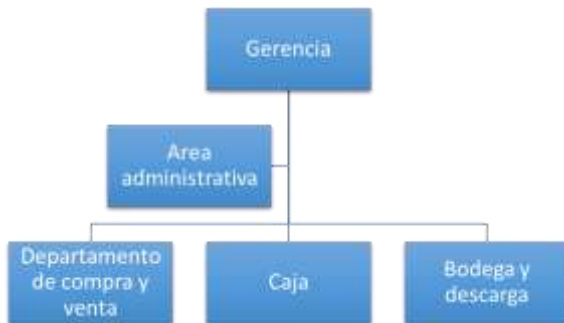 Gerencia
Area
administrativa
Departamento
de compra y
venta
Caja
Bodega y
descarga